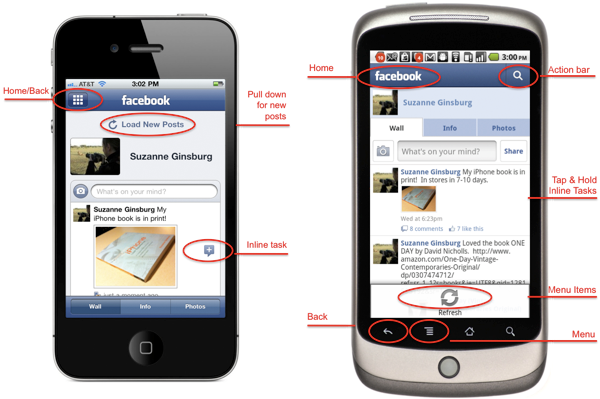 AT&T
3:02 PM
Home/Back
facebook
Pull down
for new
posts
Load New Posts
Suzanne Ginsburg
What's on your mind?
Suzanne Ginsburg My
iPhone book is in print!
Inline task
just a moment ago
Wall
Info
Photos
3:00 PM
Home
facebook
Action bar
Suzanne Ginsburg
Wall
Info
Photos
What's on your mind?
Share
Suzanne Ginsburg My iPhone book is in
print! In stores in 7-10 days.
Tap & Hold
Inline Tasks
Wed at 6:23pm
8 comments
7 like this
Suzanne Ginsburg Loved the book ONE
DAY by David Nicholls. http://www.
amazon.com/One-Day-Vintage-
Contemporaries-Original/
dp/0307474712/
Menu Items
Refresh
Back
Menu